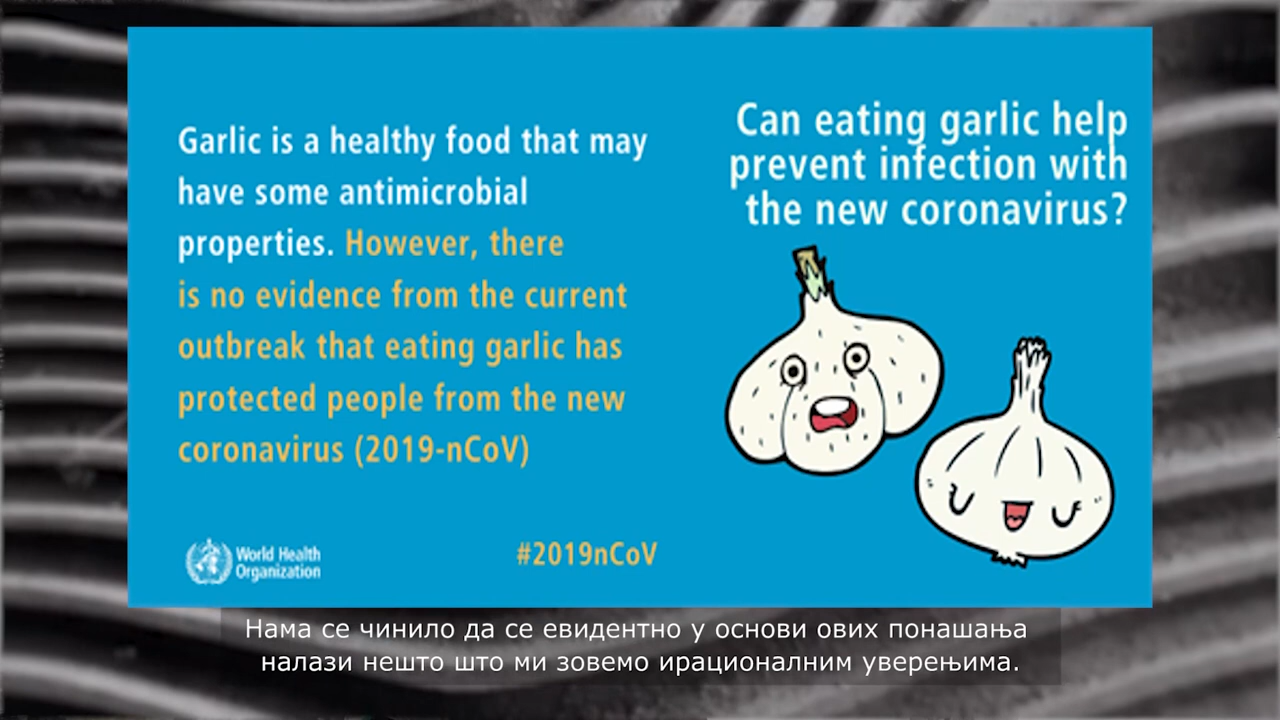 Garlic is a healthy food that may
have some antimicrobial
properties. However, there
is no evidence from the current
outbreak that eating garlic has
protected people from the new
coronavirus (2019-nCoV)
Can eating garlic help
prevent infection with
the new coronavirus?
World Health
Organization
#2019nCoV
Нама се чинило да се евидентно у основи ових понашања
налази нешто што ми зовемо ирационалним уверењима.